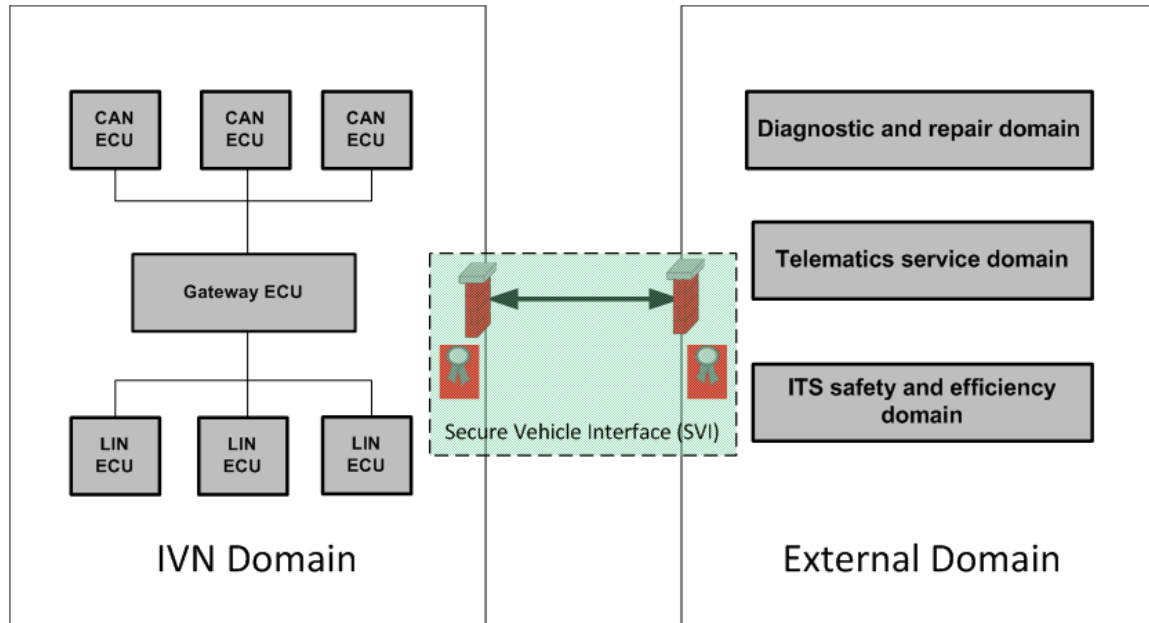 CAN
ECU
CAN
ECU
CAN
ECU
Gateway ECU
LIN
ECU
LIN
ECU
LIN
ECU
IVN Domain
Secure Vehicle Interface (SVI)
Diagnostic and repair domain
Telematics service domain
ITS safety and efficiency
domain
External Domain